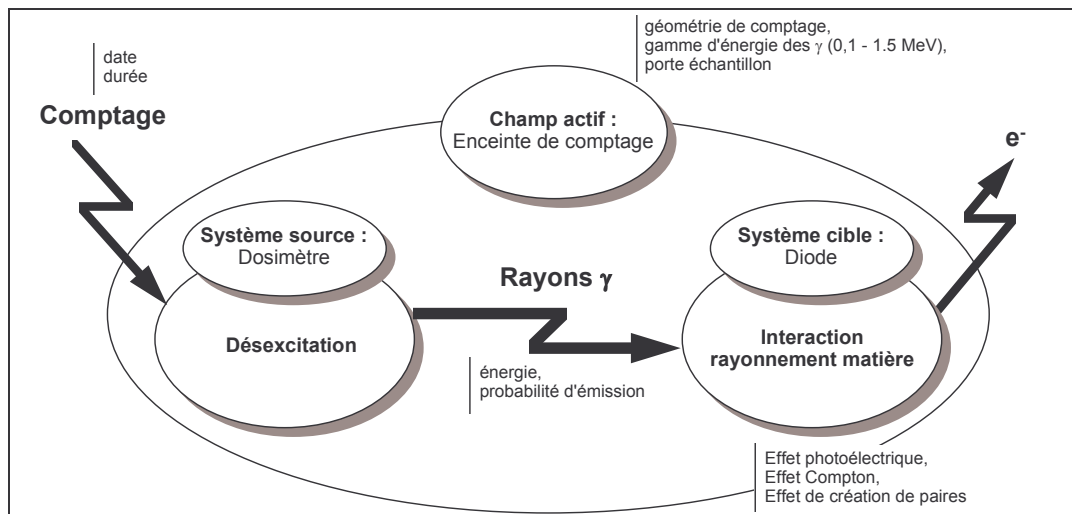 géométrie de comptage,
gamme d'énergie des γ (0,1 - 1.5 MeV),
porte échantillon
date
durée
Comptage
Champ actif :
Enceinte de comptage
e-
Système source :
Dosimètre
Système cible :
Diode
Rayons γ
Désexcitation
Interaction
rayonnement matière
énergie,
probabilité d'émission
Effet photoélectrique,
Effet Compton,
Effet de création de paires